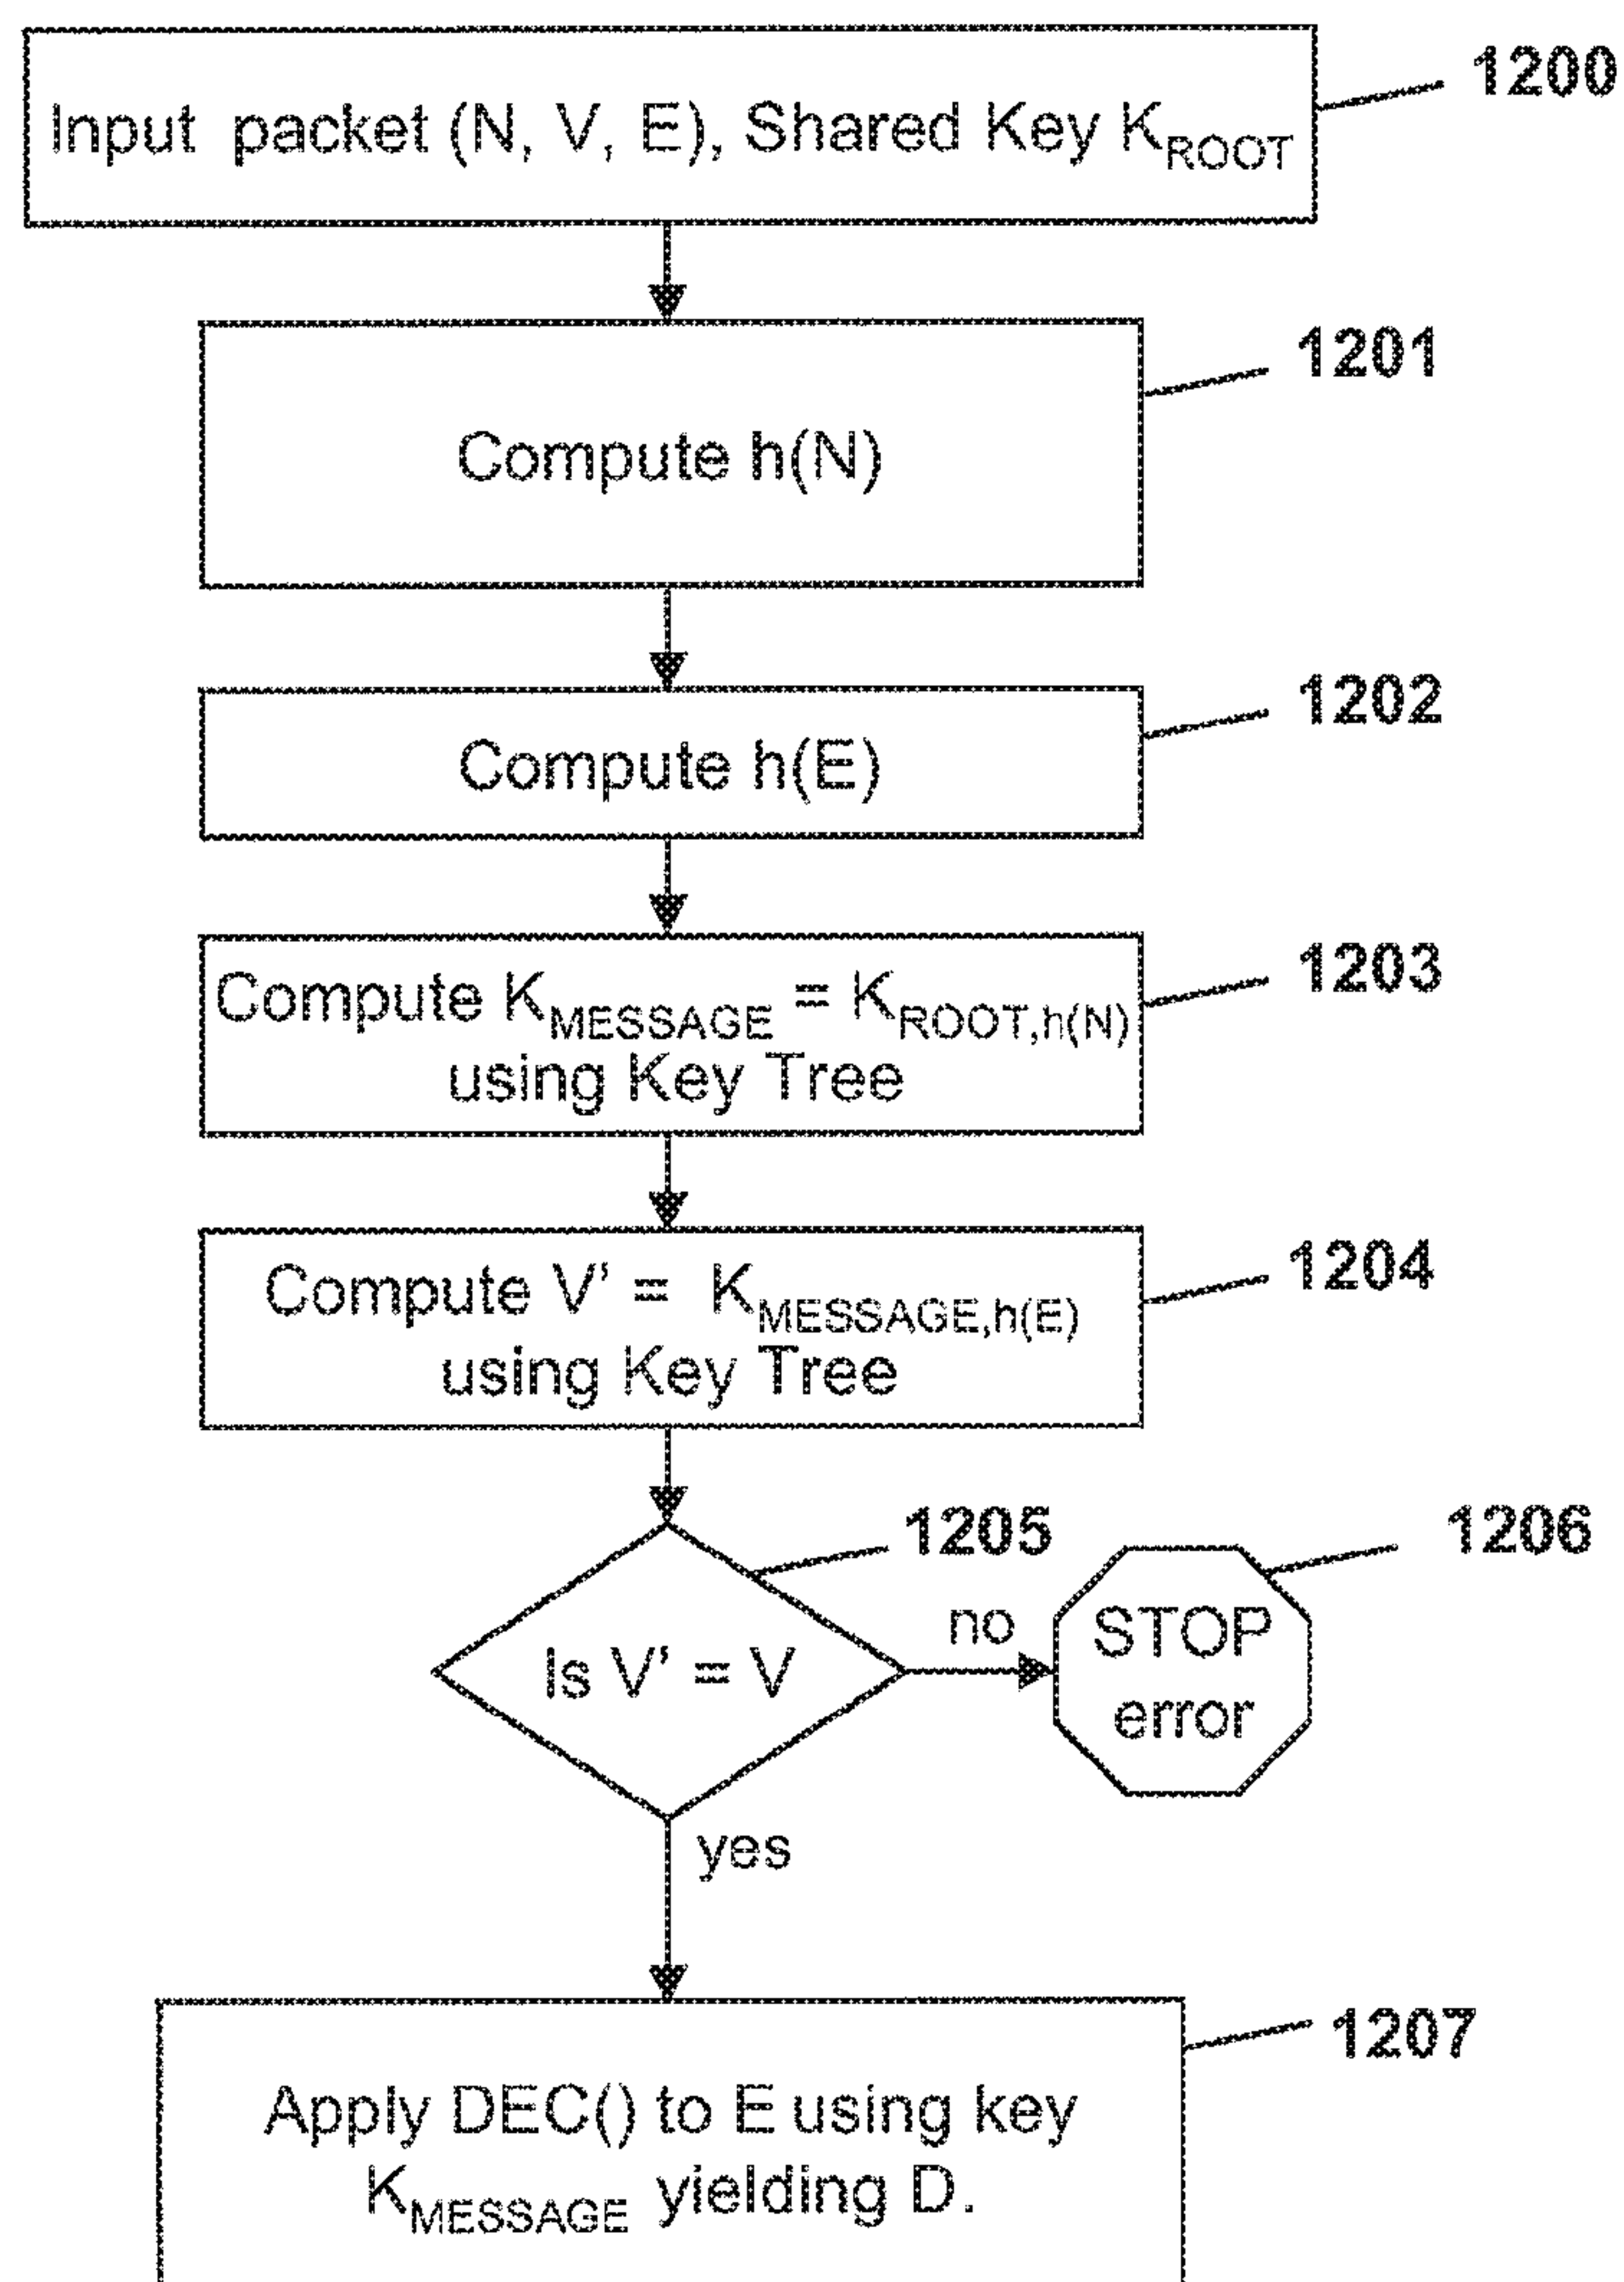 Input packet (N, V, E), Shared Key K_ROOT
1200
1201
Compute h(N)
1202
Compute h(E)
1203
Compute K_MESSAGE = K_ROOT,h(N)
using Key Tree
1204
Compute V' = K_MESSAGE,h(E)
using Key Tree
1205
1206
Is V' = V
no
STOP
error
yes
1207
Apply DEC() to E using key
K_MESSAGE yielding D.